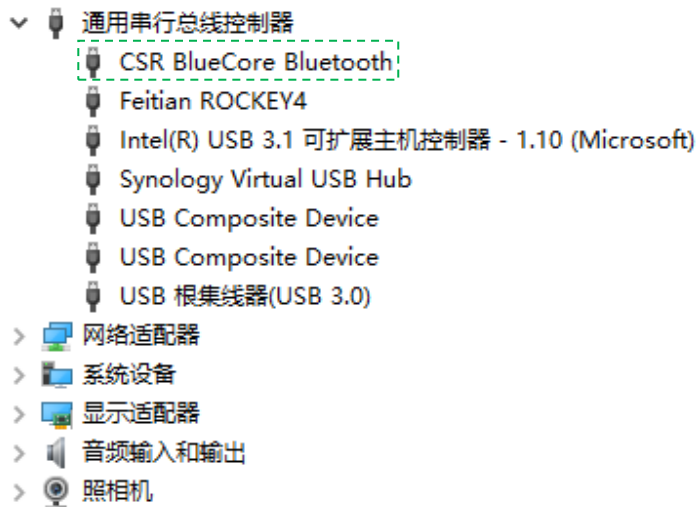 通用串行总线控制器
CSR BlueCore Bluetooth
Feitian ROCKEY4
Intel(R) USB 3.1 可扩展主机控制器 - 1.10 (Microsoft)
Synology Virtual USB Hub
USB Composite Device
USB Composite Device
USB 根集线器(USB 3.0)
网络适配器
系统设备
显示适配器
音频输入和输出
照相机